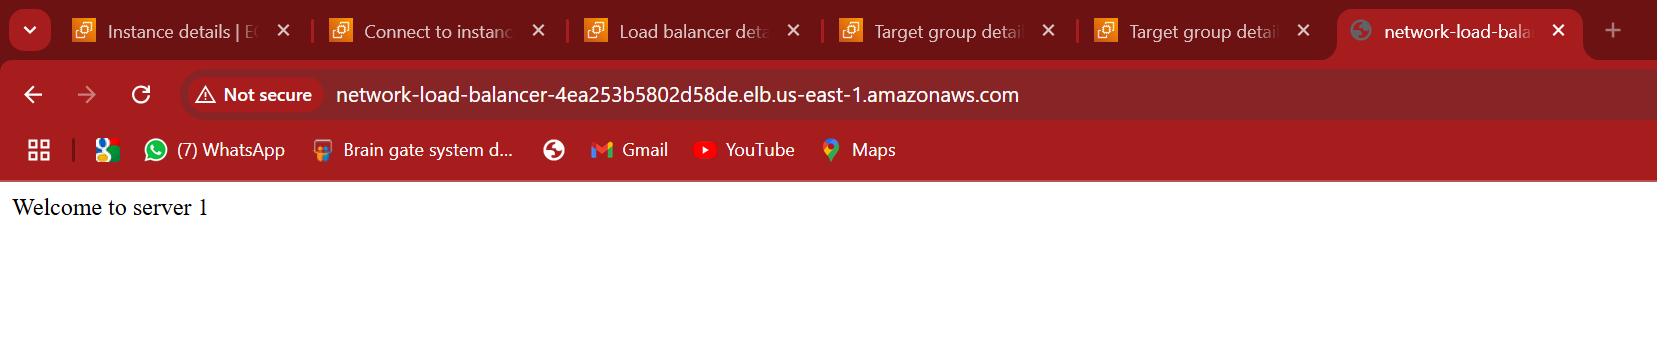 Instance details | EC
Connect to instanc
Load balancer deta
Target group detail
Target group detail
network-load-bala
Not secure
network-load-balancer-4ea253b5802d58de.elb.us-east-1.amazonaws.com
(7) WhatsApp
Brain gate system d...
Gmail
YouTube
Maps
Welcome to server 1